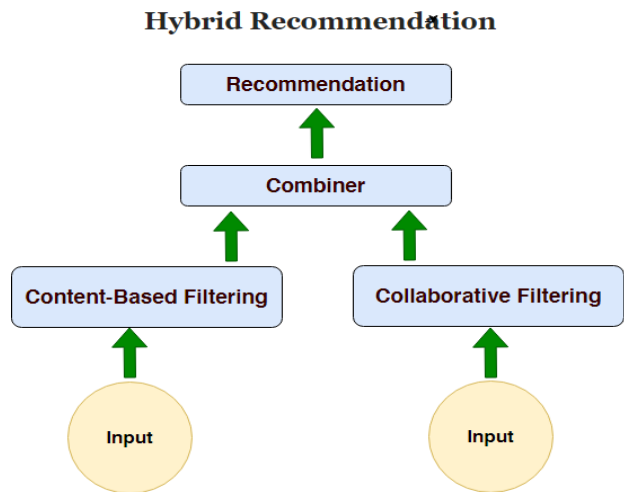 Hybrid Recommendation
Recommendation
Combiner
Content-Based Filtering
Collaborative Filtering
Input
Input